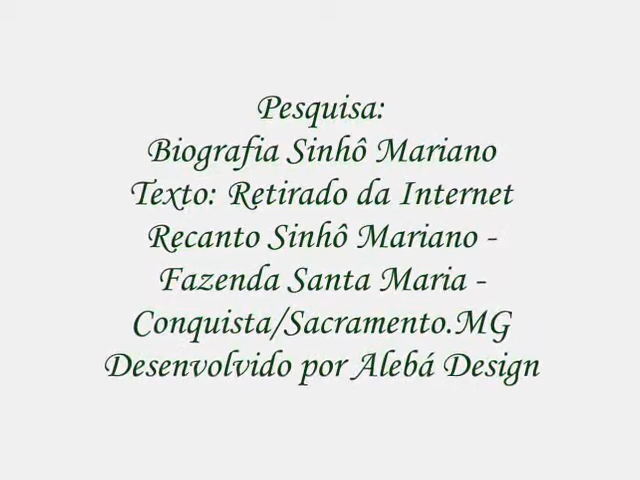 Pesquisa:
Biografia Sinhô Mariano
Texto: Retirado da Internet
Recanto Sinhô Mariano -
Fazenda Santa Maria -
Conquista/Sacramento.MG
Desenvolvido por Alebá Design